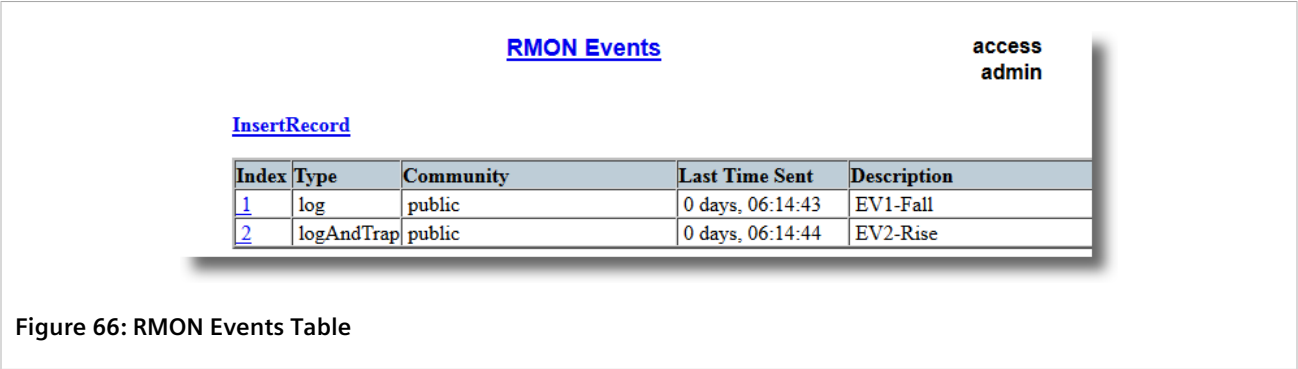 RMON Events
access
admin
InsertRecord
Index Type Community Last Time Sent Description
1 log public 0 days, 06:14:43 EV1-Fall
2 logAndTrap public 0 days, 06:14:44 EV2-Rise
Figure 66: RMON Events Table